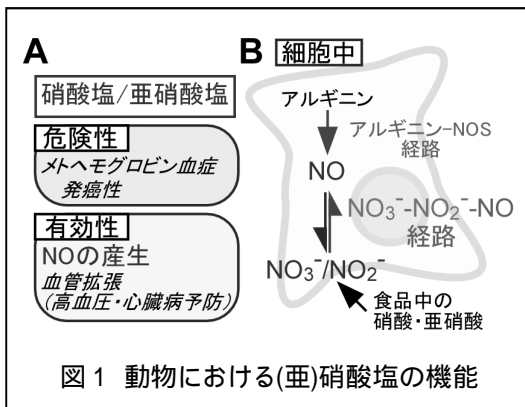 A
硝酸塩/亜硝酸塩
危険性
メトヘモグロビン血症
発癌性
有効性
NOの産生
血管拡張
(高血圧・心臓病予防)
B 細胞中
アルギニン
アルギニン-NOS
経路
NO
NO₃⁻-NO₂⁻-NO
経路
NO₃⁻/NO₂⁻
食品中の
硝酸・亜硝酸
図1 動物における(亜)硝酸塩の機能